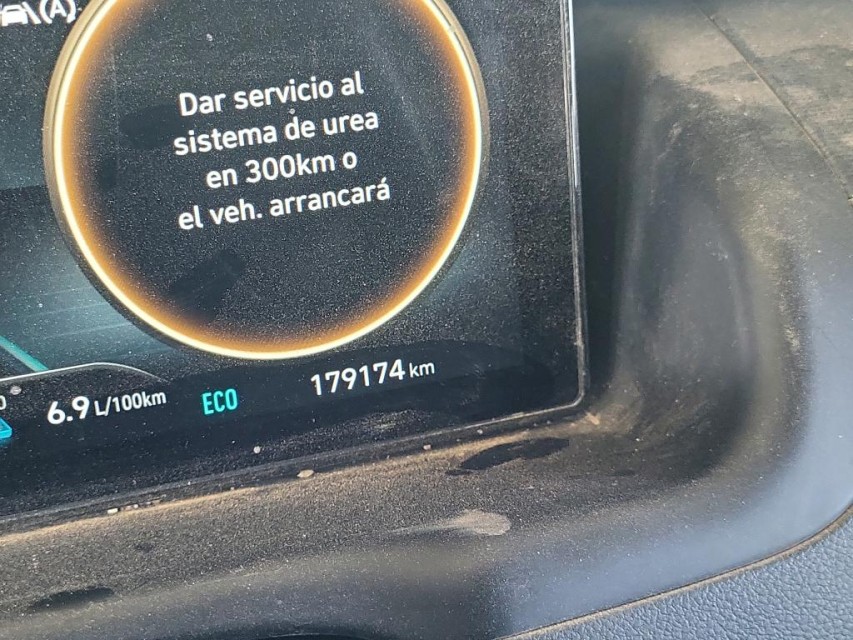 (A)
Dar servicio al
sistema de urea
en 300km o
el veh. arrancará
6.9 L/100km
ECO
179174 km